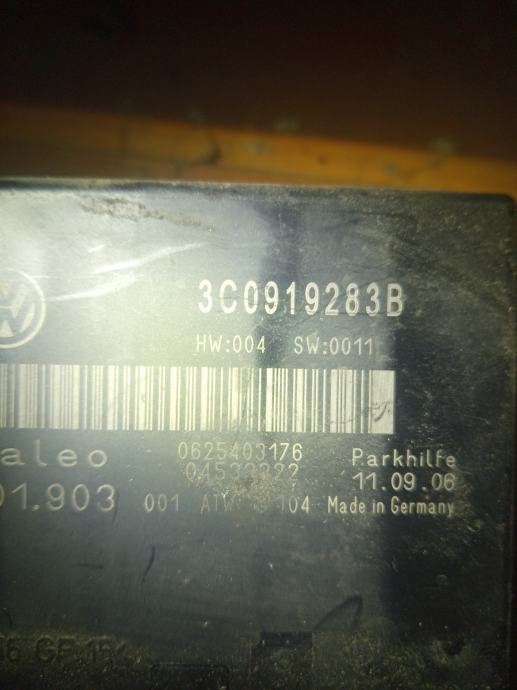 3C0919283B
HW:004 SW:0011
aleo 0625403176 Parkhilfe
11.09.06
01.903 001 104 Made in Germany